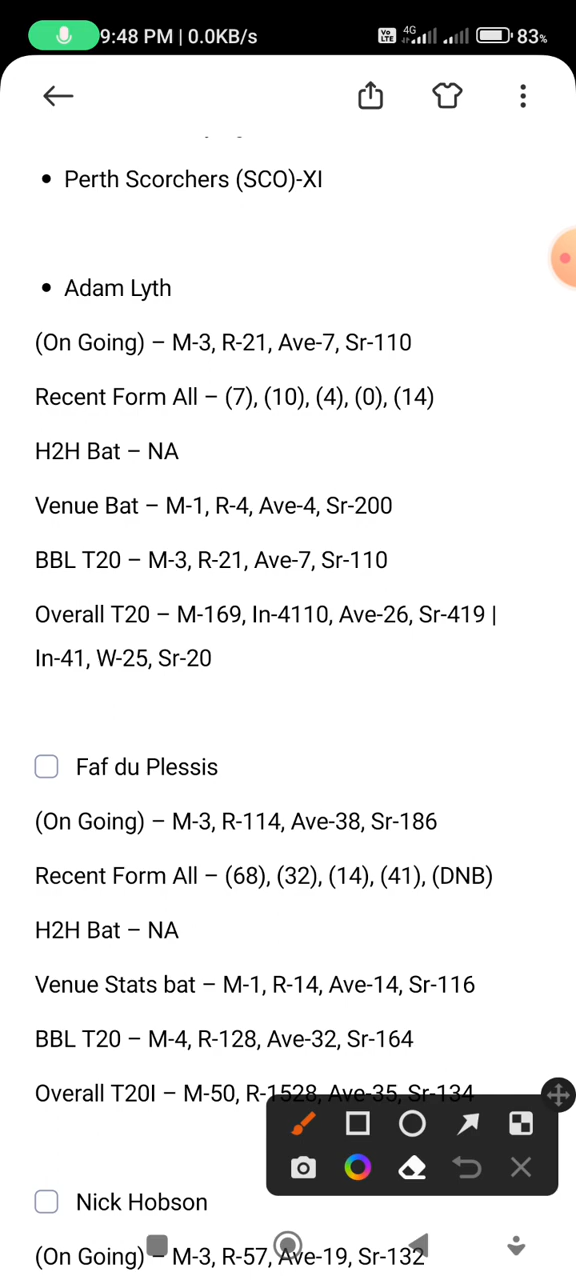 9:48 PM | 0.0KB/s
Vo LTE 4G 83%
• Perth Scorchers (SCO)-XI
• Adam Lyth
(On Going) – M-3, R-21, Ave-7, Sr-110
Recent Form All – (7), (10), (4), (0), (14)
H2H Bat – NA
Venue Bat – M-1, R-4, Ave-4, Sr-200
BBL T20 – M-3, R-21, Ave-7, Sr-110
Overall T20 – M-169, In-4110, Ave-26, Sr-419 |
In-41, W-25, Sr-20
Faf du Plessis
(On Going) – M-3, R-114, Ave-38, Sr-186
Recent Form All – (68), (32), (14), (41), (DNB)
H2H Bat – NA
Venue Stats bat – M-1, R-14, Ave-14, Sr-116
BBL T20 – M-4, R-128, Ave-32, Sr-164
Overall T20I – M-50, R-1528, Ave-35, Sr-134
Nick Hobson
(On Going) – M-3, R-57, Ave-19, Sr-132